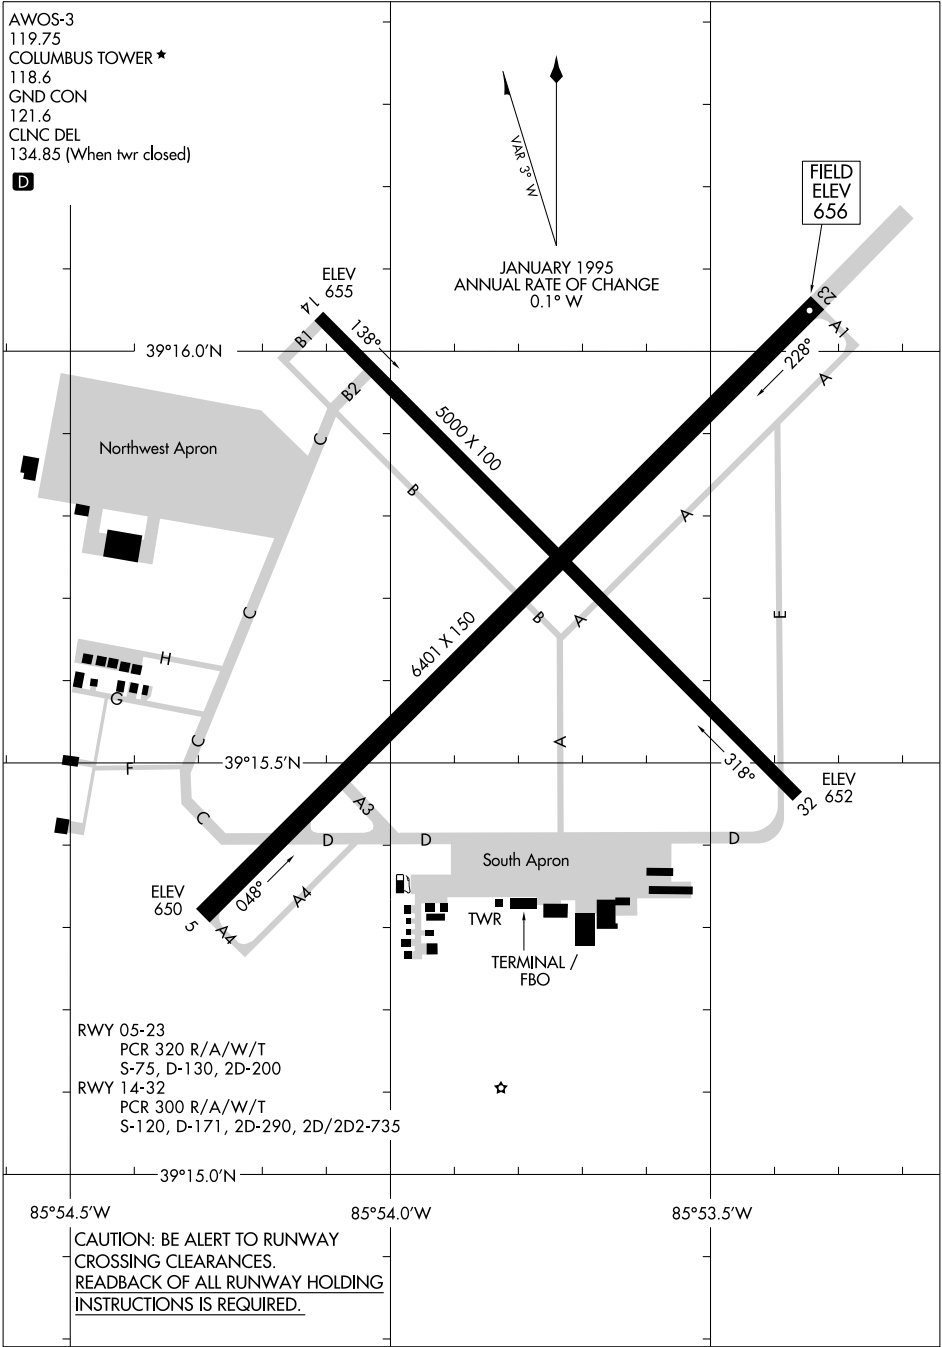 AWOS-3
119.75
COLUMBUS TOWER ★
118.6
GND CON
121.6
CLNC DEL
134.85 (When twr closed)
D
VAR 3° W
JANUARY 1995
ANNUAL RATE OF CHANGE
0.1° W
FIELD
ELEV
656
ELEV
655
14
23
B1
138°
A1
39°16.0'N
228°
A
B2
5000 X 100
C
Northwest Apron
B
A
C
B
A
E
6401 X 150
H
G
C
A
F
39°15.5'N
318°
ELEV
652
32
A3
C
D
D
D
South Apron
ELEV
650
048°
A4
5
A4
TWR
TERMINAL /
FBO
RWY 05-23
PCR 320 R/A/W/T
S-75, D-130, 2D-200
RWY 14-32
PCR 300 R/A/W/T
S-120, D-171, 2D-290, 2D/2D2-735
39°15.0'N
85°54.5'W
85°54.0'W
85°53.5'W
CAUTION: BE ALERT TO RUNWAY
CROSSING CLEARANCES.
READBACK OF ALL RUNWAY HOLDING
INSTRUCTIONS IS REQUIRED.